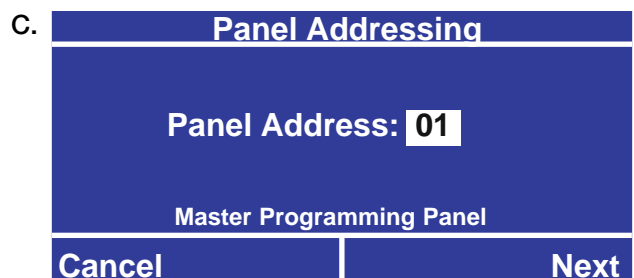 C.
Panel Addressing
Panel Address: 01
Master Programming Panel
Cancel Next